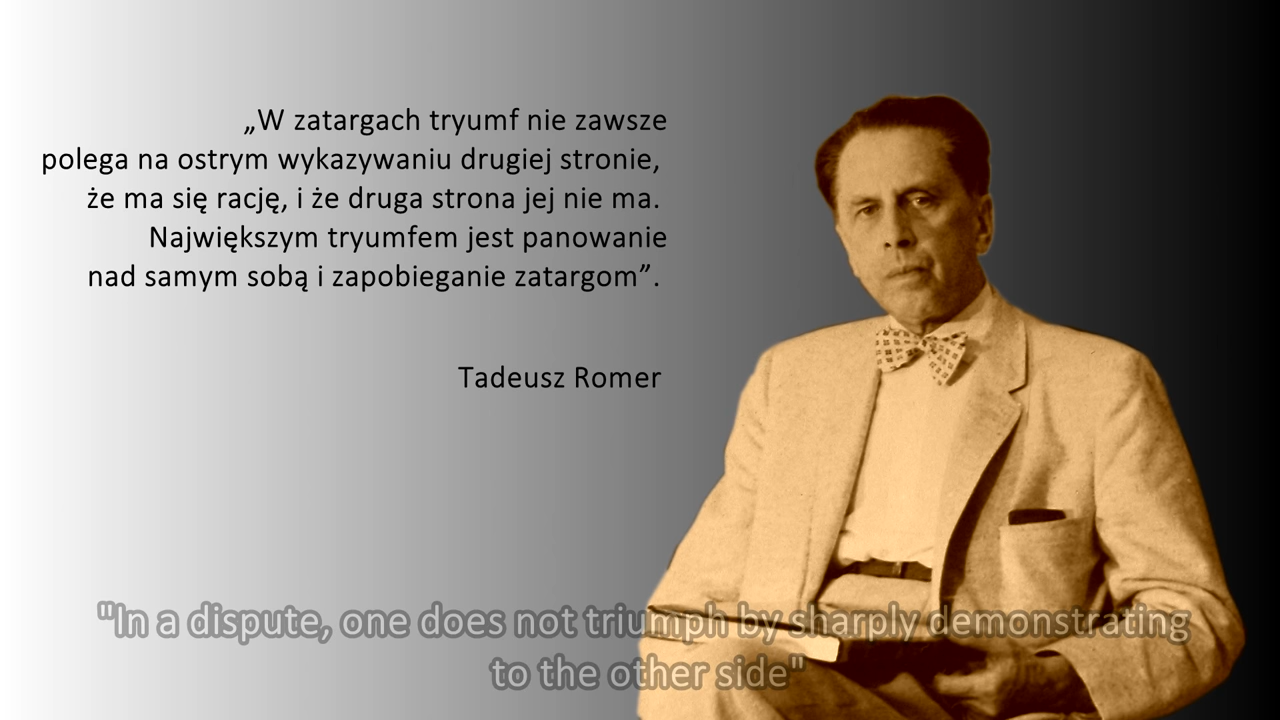 „W zatargach tryumf nie zawsze
polega na ostrym wykazywaniu drugiej stronie,
że ma się rację, i że druga strona jej nie ma.
Największym tryumfem jest panowanie
nad samym sobą i zapobieganie zatargom”.
Tadeusz Romer
"In a dispute, one does not triumph by sharply demonstrating
to the other side"